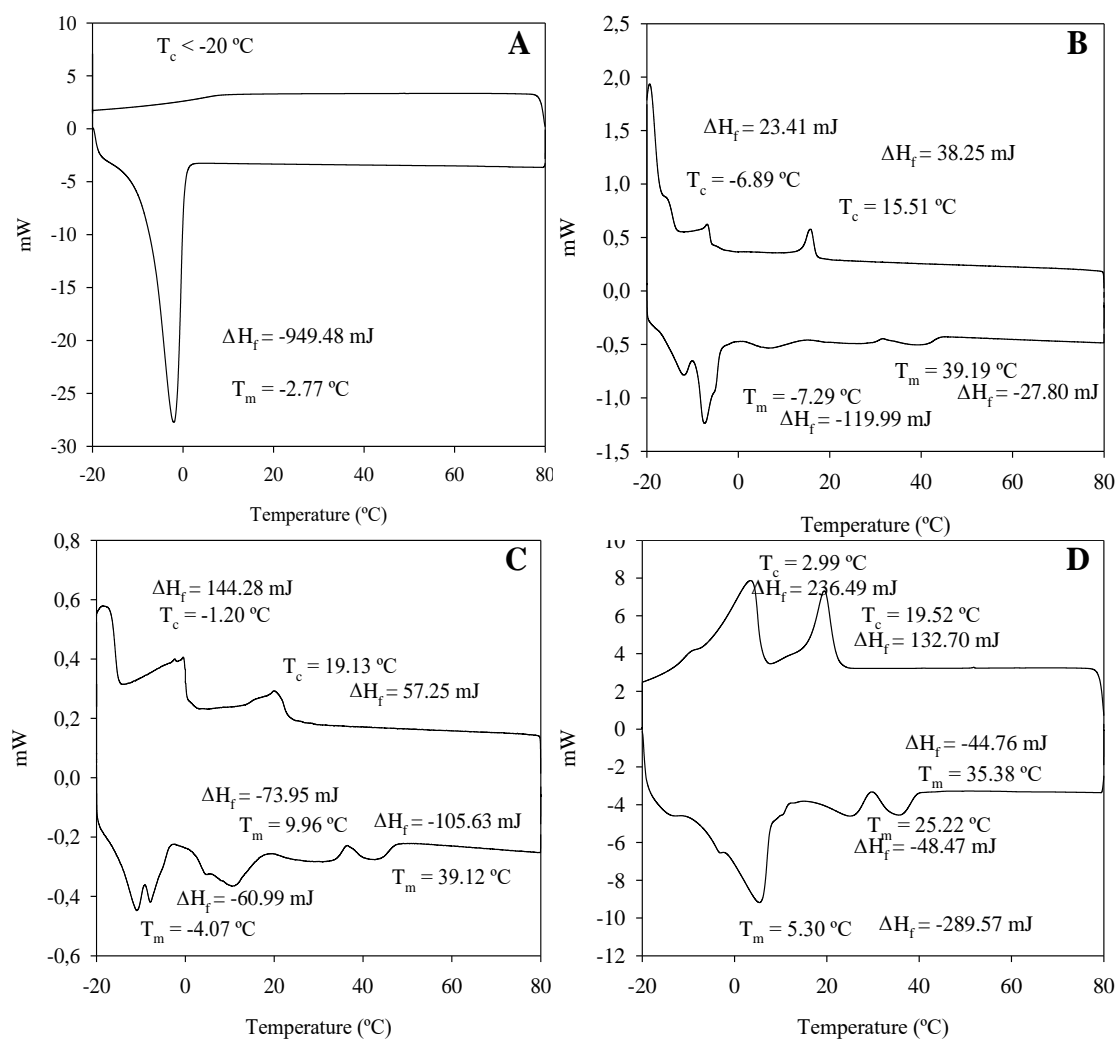 A
T_c < -20 ºC
10
5
0
-5
-10
-15
-20
-25
-30
mW
ΔH_f = -949.48 mJ
T_m = -2.77 ºC
-20 0 20 40 60 80
Temperature (ºC)
B
2,5
2,0
1,5
1,0
0,5
0,0
-0,5
-1,0
-1,5
mW
ΔH_f = 23.41 mJ
ΔH_f = 38.25 mJ
T_c = -6.89 ºC
T_c = 15.51 ºC
T_m = 39.19 ºC
T_m = -7.29 ºC
ΔH_f = -27.80 mJ
ΔH_f = -119.99 mJ
-20 0 20 40 60 80
Temperature (ºC)
C
0,8
0,6
0,4
0,2
0,0
-0,2
-0,4
-0,6
mW
ΔH_f = 144.28 mJ
T_c = -1.20 ºC
T_c = 19.13 ºC
ΔH_f = 57.25 mJ
ΔH_f = -73.95 mJ
T_m = 9.96 ºC
ΔH_f = -105.63 mJ
T_m = 39.12 ºC
ΔH_f = -60.99 mJ
T_m = -4.07 ºC
-20 0 20 40 60 80
Temperature (ºC)
D
10
8
6
4
2
0
-2
-4
-6
-8
-10
-12
mW
T_c = 2.99 ºC
ΔH_f = 236.49 mJ
T_c = 19.52 ºC
ΔH_f = 132.70 mJ
ΔH_f = -44.76 mJ
T_m = 35.38 ºC
T_m = 25.22 ºC
ΔH_f = -48.47 mJ
T_m = 5.30 ºC
ΔH_f = -289.57 mJ
-20 0 20 40 60 80
Temperature (ºC)